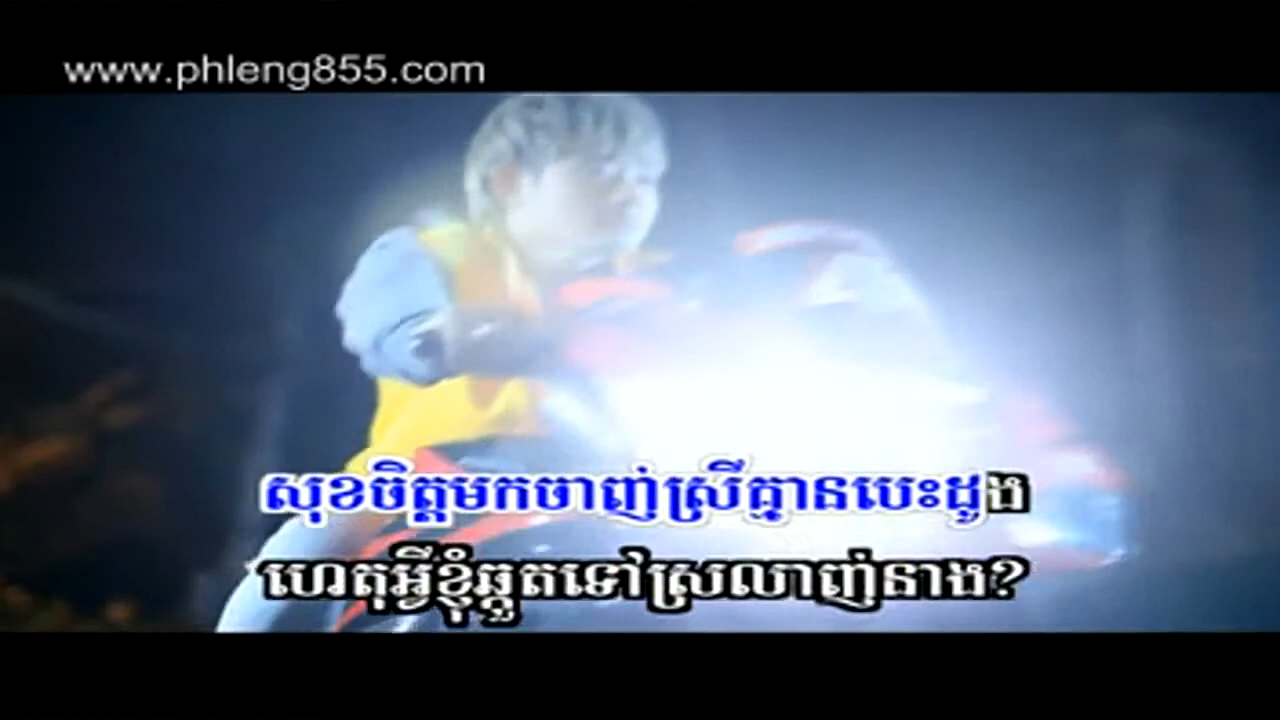 www.phleng855.com
សុខចិត្តមកចាញ់ស្រីគ្មានបេះដូង
ហេតុអ្វីខ្ញុំឆ្កួតទៅស្រលាញ់នាង?